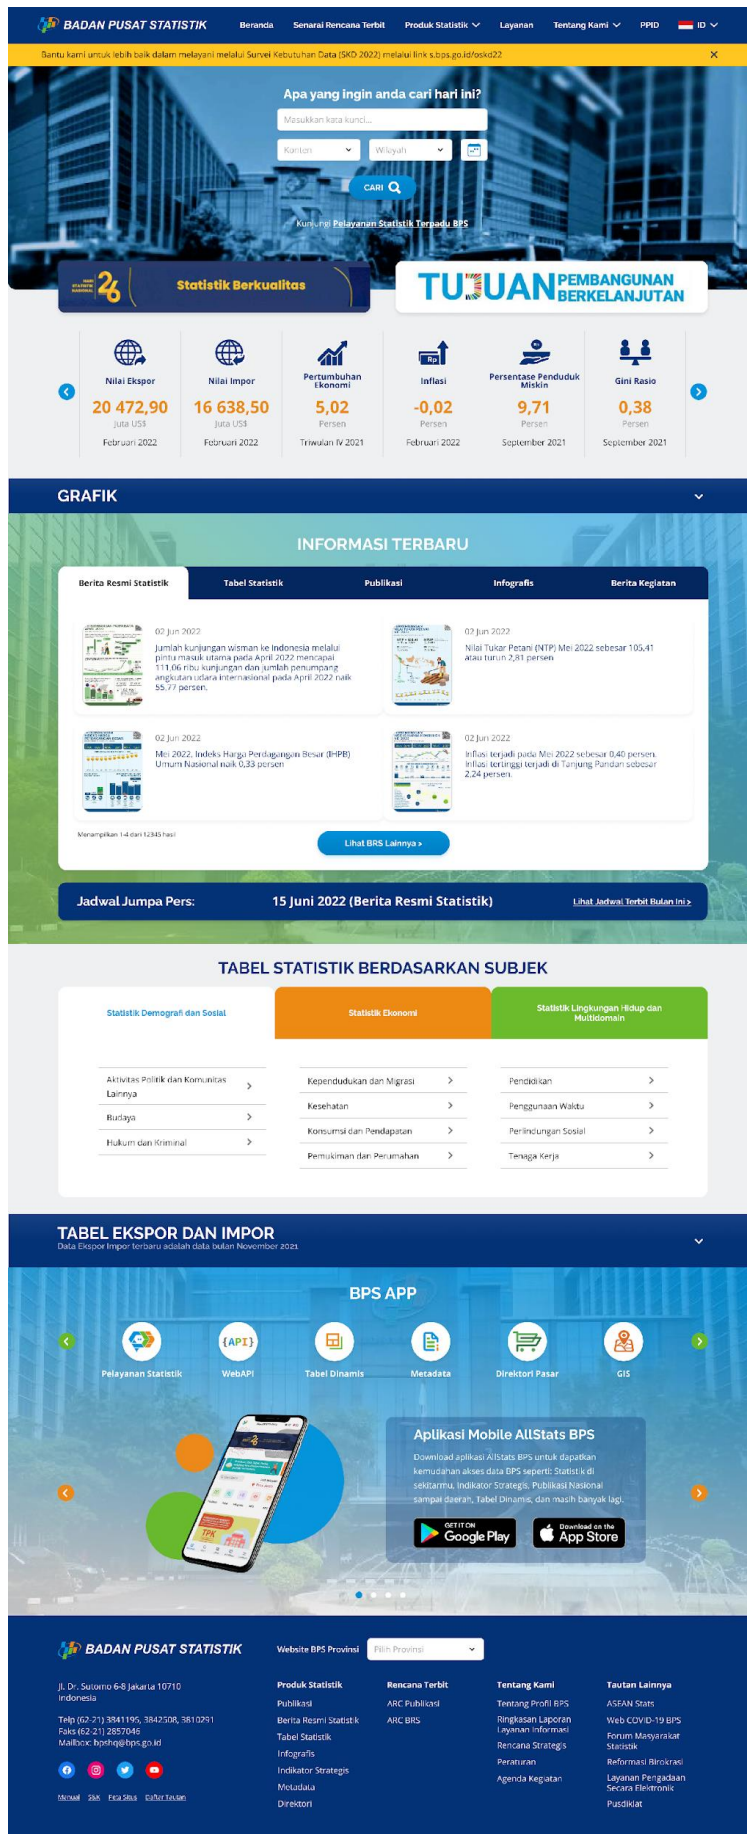 BADAN PUSAT STATISTIK
Beranda
Senarai Rencana Terbit
Produk Statistik
Layanan
Tentang Kami
PPID
ID
Bantu kami untuk lebih baik dalam melayani melalui Survei Kebutuhan Data (SKD 2022) melalui link s.bps.go.id/oskd22
Apa yang ingin anda cari hari ini?
Masukkan kata kunci...
Konten
Wilayah
CARI
Kunjungi Pelayanan Statistik Terpadu BPS
HARI STATISTIK NASIONAL 26
Statistik Berkualitas
TUJUAN PEMBANGUNAN BERKELANJUTAN
Nilai Ekspor
20 472,90
Juta US$
Februari 2022
Nilai Impor
16 638,50
Juta US$
Februari 2022
Pertumbuhan
Ekonomi
5,02
Persen
Triwulan IV 2021
Rp
Inflasi
-0,02
Persen
Februari 2022
Persentase Penduduk
Miskin
9,71
Persen
September 2021
Gini Rasio
0,38
Persen
September 2021
GRAFIK
INFORMASI TERBARU
Berita Resmi Statistik
Tabel Statistik
Publikasi
Infografis
Berita Kegiatan
02 Jun 2022
Jumlah kunjungan wisman ke Indonesia melalui
pintu masuk utama pada April 2022 mencapai
111,06 ribu kunjungan dan jumlah penumpang
angkutan udara internasional pada April 2022 naik
55,77 persen.
02 Jun 2022
Nilai Tukar Petani (NTP) Mei 2022 sebesar 105,41
atau turun 2,81 persen
02 Jun 2022
Mei 2022, Indeks Harga Perdagangan Besar (IHPB)
Umum Nasional naik 0,33 persen
02 Jun 2022
Inflasi terjadi pada Mei 2022 sebesar 0,40 persen.
Inflasi tertinggi terjadi di Tanjung Pandan sebesar
2,24 persen.
Menampilkan 1-4 dari 12345 hasil
Lihat BRS Lainnya >
Jadwal Jumpa Pers:
15 Juni 2022 (Berita Resmi Statistik)
Lihat Jadwal Terbit Bulan Ini >
TABEL STATISTIK BERDASARKAN SUBJEK
Statistik Demografi dan Sosial
Statistik Ekonomi
Statistik Lingkungan Hidup dan
Multidomain
Aktivitas Politik dan Komunitas
Lainnya
Budaya
Hukum dan Kriminal
Kependudukan dan Migrasi
Kesehatan
Konsumsi dan Pendapatan
Pemukiman dan Perumahan
Pendidikan
Penggunaan Waktu
Perlindungan Sosial
Tenaga Kerja
TABEL EKSPOR DAN IMPOR
Data Ekspor Impor terbaru adalah data bulan November 2021
BPS APP
Pelayanan Statistik
{API}
WebAPI
Tabel Dinamis
Metadata
Direktori Pasar
GIS
Aplikasi Mobile AllStats BPS
Download aplikasi AllStats BPS untuk dapatkan
kemudahan akses data BPS seperti: Statistik di
sekitarmu, Indikator Strategis, Publikasi Nasional
sampai daerah, Tabel Dinamis, dan masih banyak lagi.
GET IT ON
Google Play
Download on the
App Store
TPK
BADAN PUSAT STATISTIK
Website BPS Provinsi
Pilih Provinsi
Jl. Dr. Sutomo 6-8 Jakarta 10710
Indonesia
Telp (62-21) 3841195, 3842508, 3810291
Faks (62-21) 2857046
Mailbox: bpshq@bps.go.id
Manual
S&K
Peta Situs
Daftar Tautan
Produk Statistik
Publikasi
Berita Resmi Statistik
Tabel Statistik
Infografis
Indikator Strategis
Metadata
Direktori
Rencana Terbit
ARC Publikasi
ARC BRS
Tentang Kami
Tentang Profil BPS
Ringkasan Laporan
Layanan Informasi
Rencana Strategis
Peraturan
Agenda Kegiatan
Tautan Lainnya
ASEAN Stats
Web COVID-19 BPS
Forum Masyarakat
Statistik
Reformasi Birokrasi
Layanan Pengadaan
Secara Elektronik
Pusdiklat